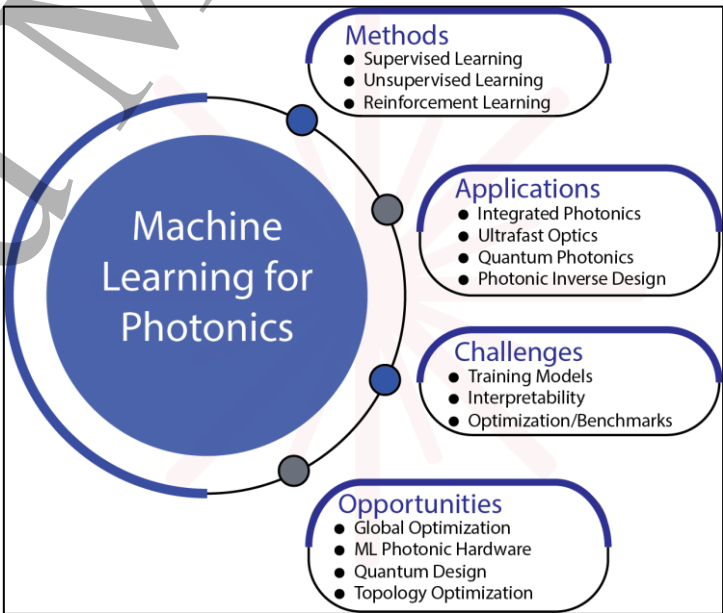 Methods
● Supervised Learning
● Unsupervised Learning
● Reinforcement Learning
Machine
Learning for
Photonics
Applications
● Integrated Photonics
● Ultrafast Optics
● Quantum Photonics
● Photonic Inverse Design
Challenges
● Training Models
● Interpretability
● Optimization/Benchmarks
Opportunities
● Global Optimization
● ML Photonic Hardware
● Quantum Design
● Topology Optimization